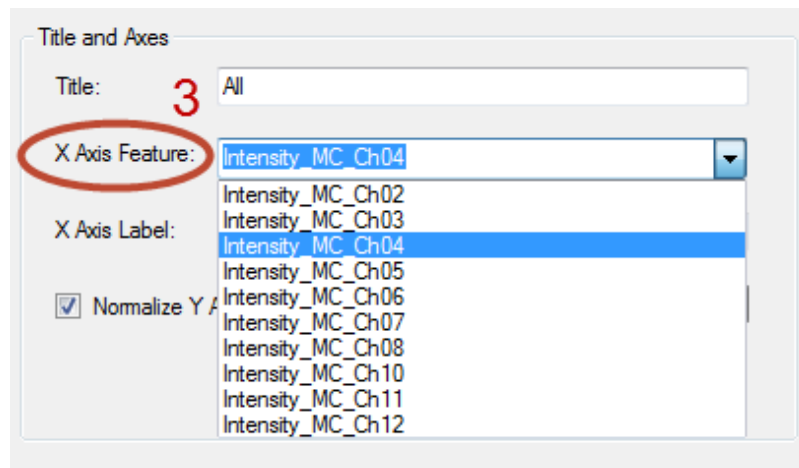 Title and Axes
Title: All
3
X Axis Feature: Intensity_MC_Ch04
Intensity_MC_Ch02
Intensity_MC_Ch03
X Axis Label:
Intensity_MC_Ch04
Intensity_MC_Ch05
Normalize Y A
Intensity_MC_Ch06
Intensity_MC_Ch07
Intensity_MC_Ch08
Intensity_MC_Ch10
Intensity_MC_Ch11
Intensity_MC_Ch12